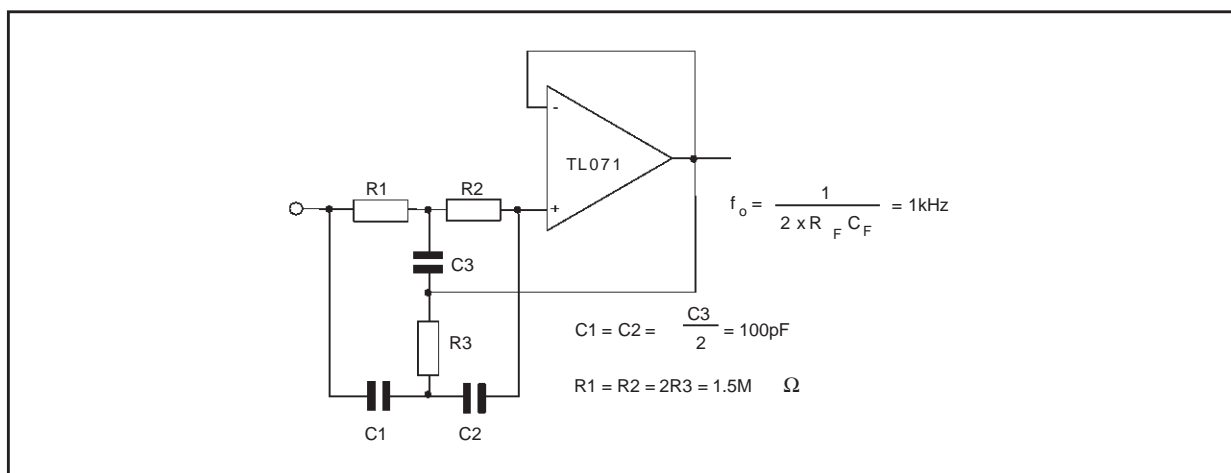 -
TL071
+
R1
R2
C3
R3
C1
C2
f o = 1 / 2 x R F C F = 1kHz
C1 = C2 = C3 / 2 = 100pF
R1 = R2 = 2R3 = 1.5M Ω